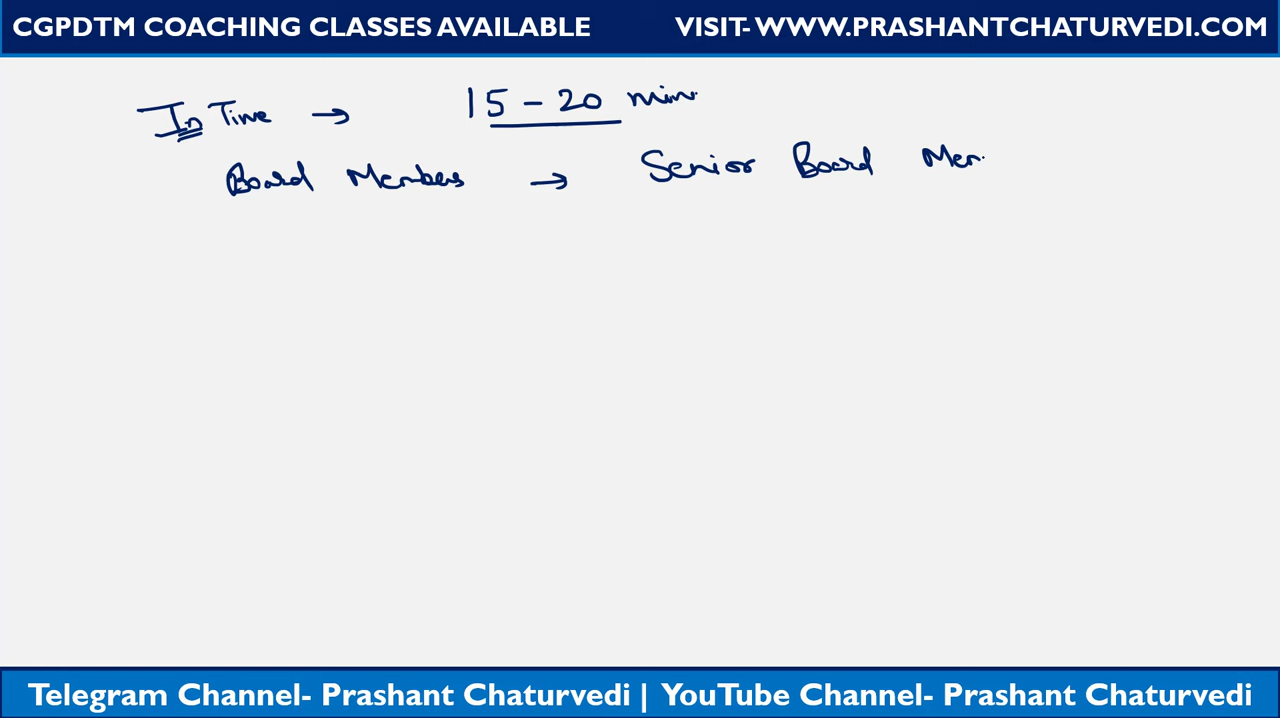 CGPDTM COACHING CLASSES AVAILABLE VISIT- WWW.PRASHANTCHATURVEDI.COM
In Time → 15 - 20 min.
Board Members → Senior Board Mem
Telegram Channel- Prashant Chaturvedi | YouTube Channel- Prashant Chaturvedi